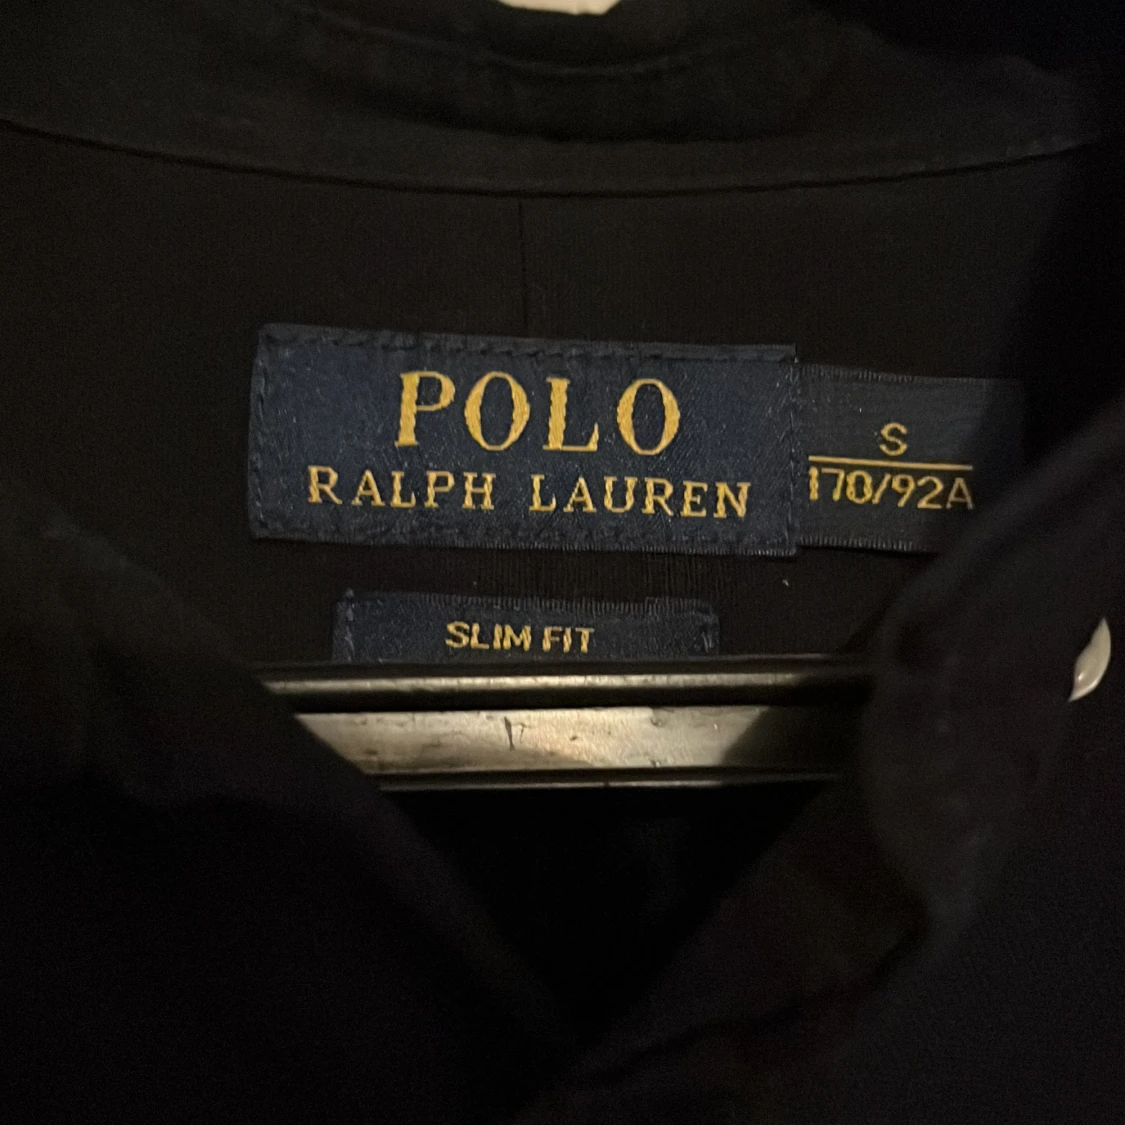 POLO
RALPH LAUREN
S
170/92A
SLIM FIT